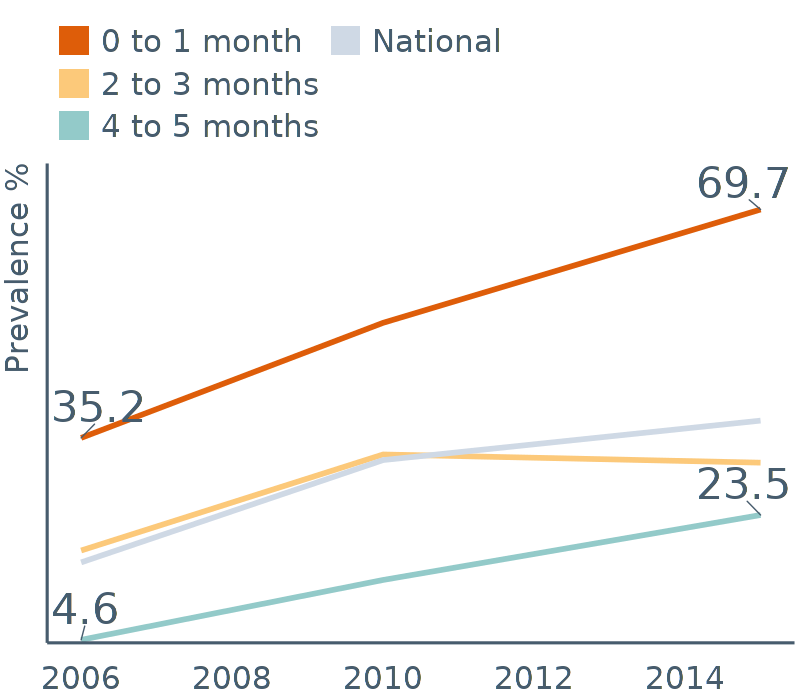 0 to 1 month National
2 to 3 months
4 to 5 months
Prevalence %
69.7
35.2
23.5
4.6
2006 2008 2010 2012 2014